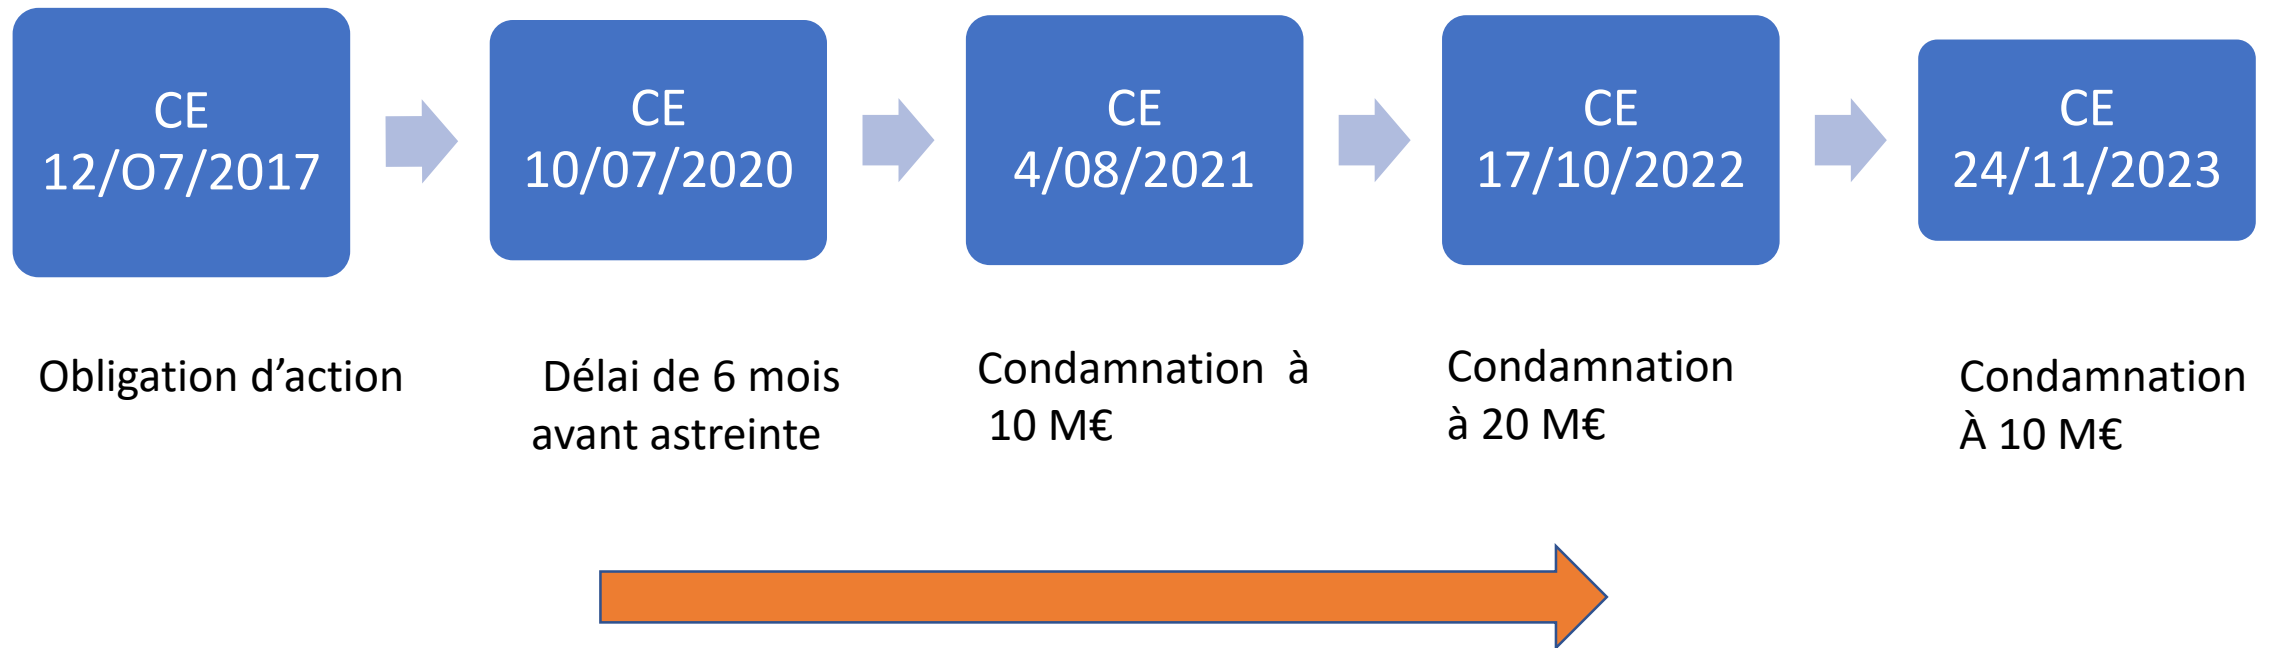 CE
12/O7/2017
CE
10/07/2020
CE
4/08/2021
CE
17/10/2022
CE
24/11/2023
Obligation d’action
Délai de 6 mois
avant astreinte
Condamnation  à
10 M€
Condamnation
à 20 M€
Condamnation
À 10 M€